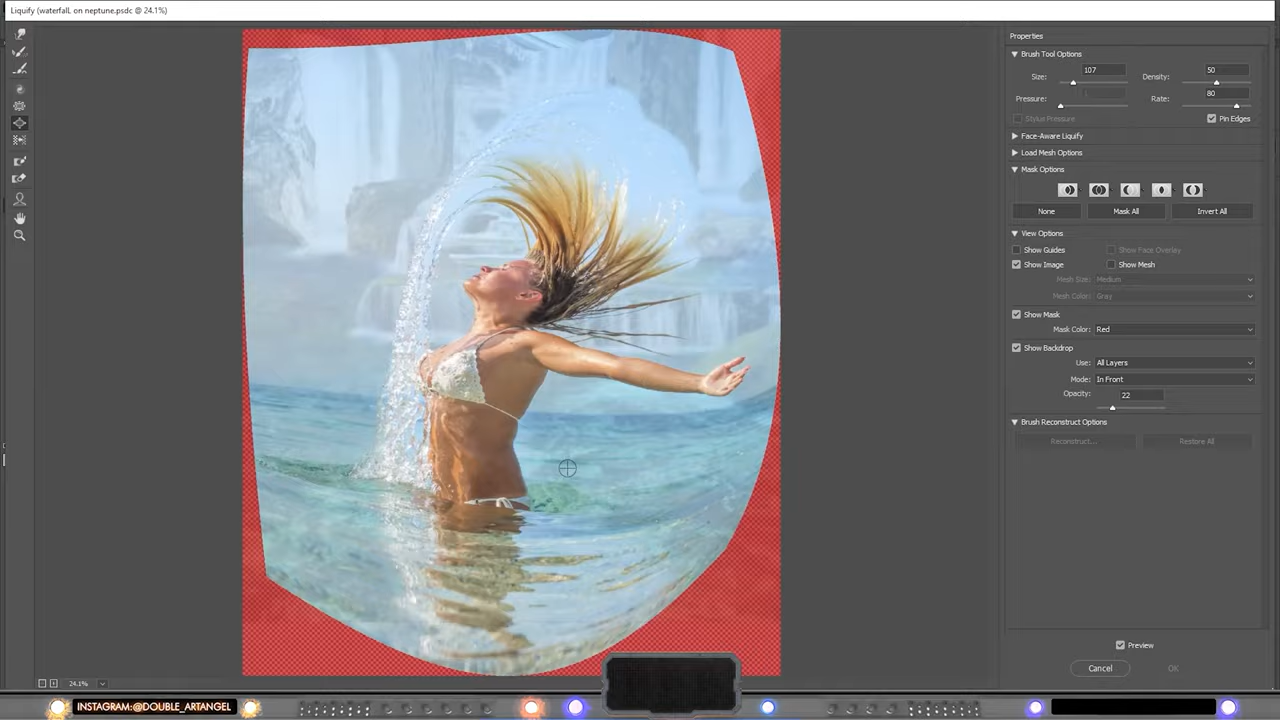 Liquify (waterfall on neptune.psdc @ 24.1%)
Properties
Brush Tool Options
Size: 107
Density: 50
Pressure: 1
Rate: 80
Stylus Pressure
Pin Edges
Face-Aware Liquify
Load Mesh Options
Mask Options
None
Mask All
Invert All
View Options
Show Guides
Show Face Overlay
Show Image
Show Mesh
Mesh Size: Medium
Mesh Color: Gray
Show Mask
Mask Color: Red
Show Backdrop
Use: All Layers
Mode: In Front
Opacity: 22
Brush Reconstruct Options
Reconstruct...
Restore All
Preview
Cancel
OK
24.1%
INSTAGRAM:@DOUBLE_ARTANGEL